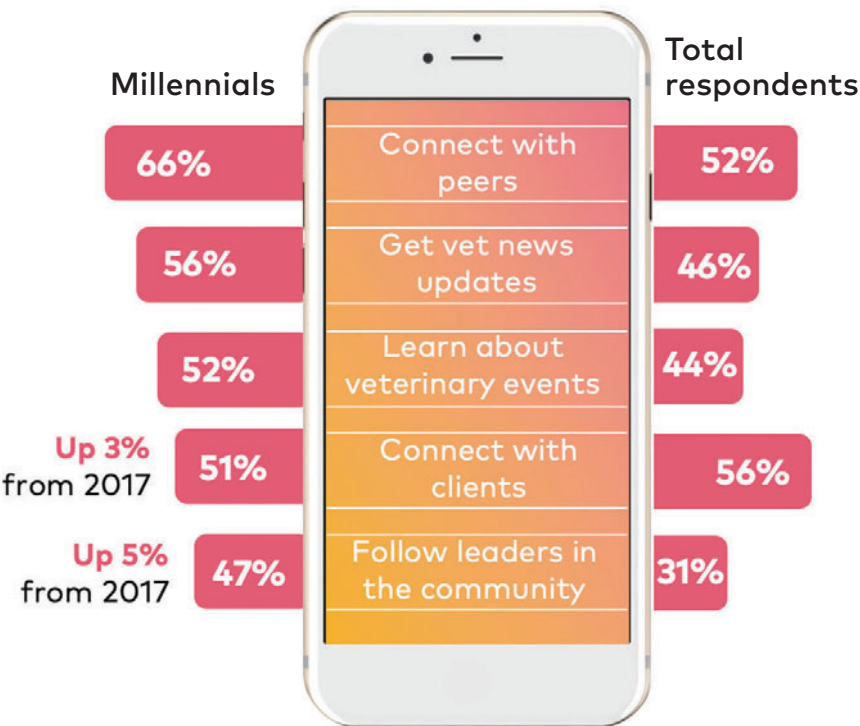 Millennials
Total
respondents
66%
Connect with
peers
52%
56%
Get vet news
updates
46%
52%
Learn about
veterinary events
44%
Up 3%
from 2017
51%
Connect with
clients
56%
Up 5%
from 2017
47%
Follow leaders in
the community
31%